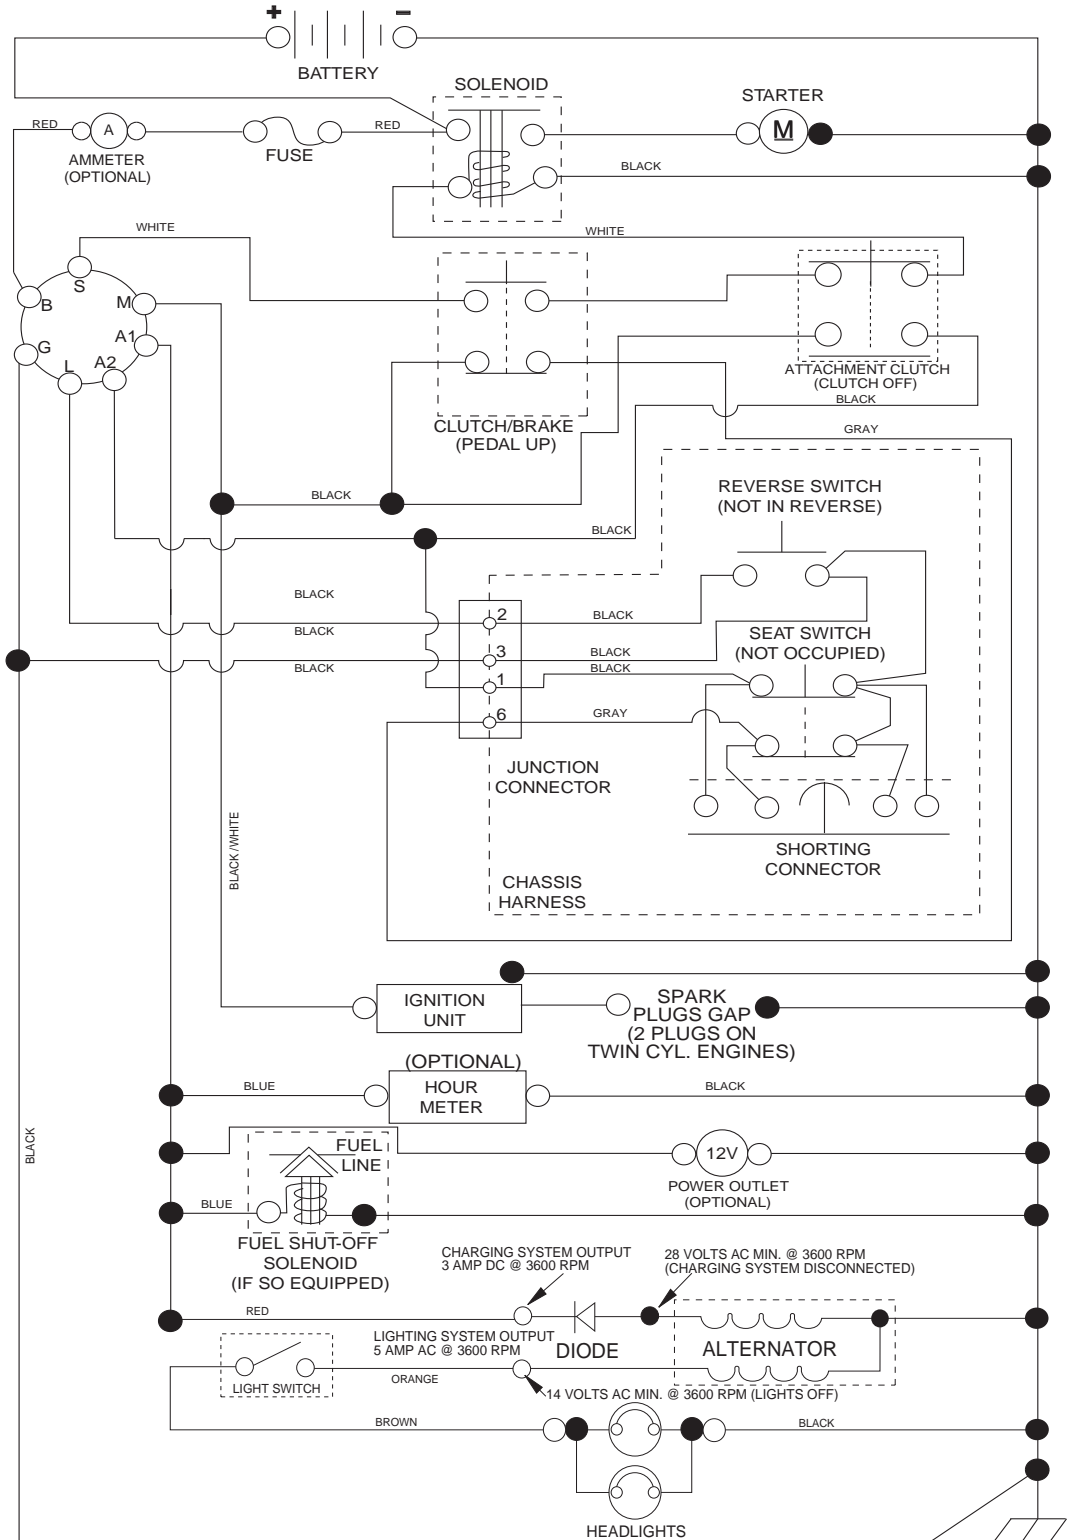 + -
BATTERY
SOLENOID
STARTER
RED
A
RED
M
AMMETER
(OPTIONAL)
FUSE
BLACK
WHITE
WHITE
S
B
M
A1
G
L
A2
ATTACHMENT CLUTCH
(CLUTCH OFF)
BLACK
CLUTCH/BRAKE
(PEDAL UP)
GRAY
REVERSE SWITCH
(NOT IN REVERSE)
BLACK
BLACK
BLACK
2
BLACK
BLACK
SEAT SWITCH
(NOT OCCUPIED)
3
BLACK
BLACK
BLACK
1
6
GRAY
JUNCTION
CONNECTOR
BLACK /WHITE
SHORTING
CONNECTOR
CHASSIS
HARNESS
IGNITION
UNIT
SPARK
PLUGS GAP
(2 PLUGS ON
TWIN CYL. ENGINES)
(OPTIONAL)
HOUR
METER
BLUE
BLACK
BLACK
FUEL
LINE
12V
POWER OUTLET
(OPTIONAL)
BLUE
FUEL SHUT-OFF
SOLENOID
(IF SO EQUIPPED)
CHARGING SYSTEM OUTPUT
3 AMP DC @ 3600 RPM
28 VOLTS AC MIN. @ 3600 RPM
(CHARGING SYSTEM DISCONNECTED)
RED
LIGHTING SYSTEM OUTPUT
5 AMP AC @ 3600 RPM
DIODE
ALTERNATOR
LIGHT SWITCH
ORANGE
14 VOLTS AC MIN. @ 3600 RPM (LIGHTS OFF)
BROWN
BLACK
HEADLIGHTS